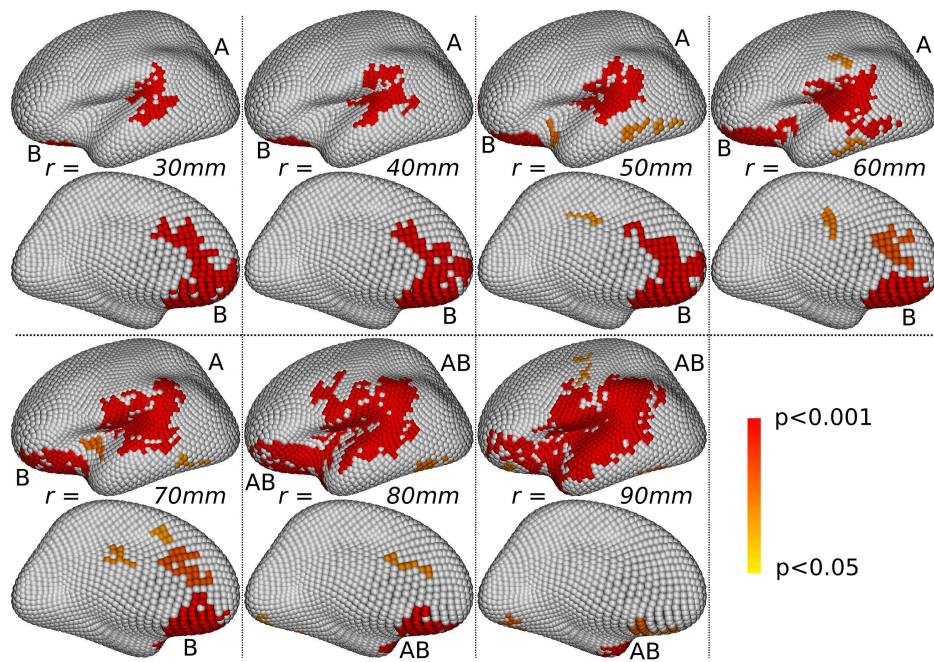 A
A
A
A
B
B
B
B
r = 30mm
r = 40mm
r = 50mm
r = 60mm
B
B
B
B
A
AB
AB
p<0.001
B
AB
r = 70mm
r = 80mm
r = 90mm
p<0.05
B
AB
AB